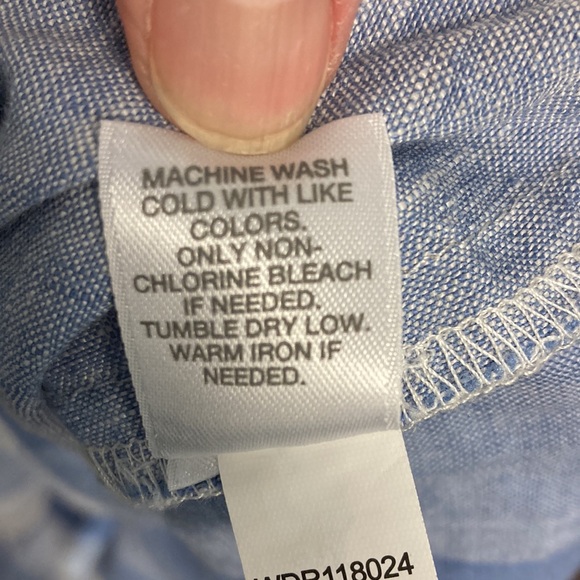 MACHINE WASH
COLD WITH LIKE
COLORS.
ONLY NON-
CHLORINE BLEACH
IF NEEDED.
TUMBLE DRY LOW.
WARM IRON IF
NEEDED.